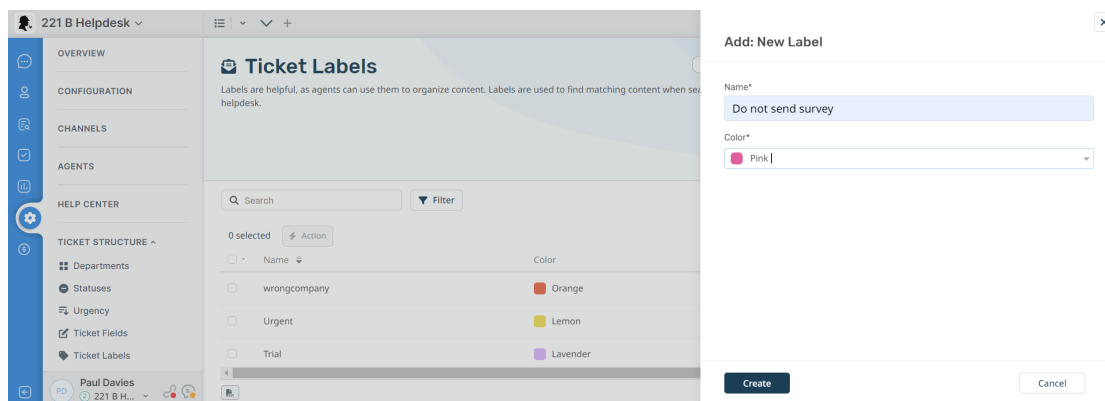 221 B Helpdesk
OVERVIEW
CONFIGURATION
CHANNELS
AGENTS
HELP CENTER
TICKET STRUCTURE
Departments
Statuses
Urgency
Ticket Fields
Ticket Labels
PD
Paul Davies
2 221 B H...
Ticket Labels
Labels are helpful, as agents can use them to organize content. Labels are used to find matching content when sea
helpdesk.
Search
Filter
0 selected
Action
Name
Color
wrongcompany
Orange
Urgent
Lemon
Trial
Lavender
Add: New Label
Name*
Do not send survey
Color*
Pink
Create
Cancel